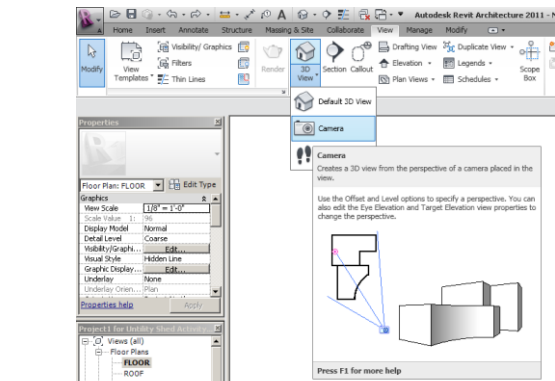 Autodesk Revit Architecture 2011 - N
Home Insert Annotate Structure Massing & Site Collaborate View Manage Modify
Modify
View
Templates
Visibility/ Graphics
Filters
Thin Lines
Render
3D
View
Section
Callout
Drafting View
Elevation
Plan Views
Duplicate View
Legends
Schedules
Scope
Box
Default 3D View
Camera
Camera
Creates a 3D view from the perspective of a camera placed in the
view.
Use the Offset and Level options to specify a perspective. You can
also edit the Eye Elevation and Target Elevation view properties to
change the perspective.
Press F1 for more help
Properties
Floor Plan: FLOOR
Edit Type
Graphics
View Scale 1/8" = 1'-0"
Scale Value 1: 96
Display Model Normal
Detail Level Coarse
Visibility/Graphi... Edit...
Visual Style Hidden Line
Graphic Display... Edit...
Underlay None
Underlay Orien... Plan
Properties help
Apply
Project1 for Untility Shed Activity...
Views (all)
Floor Plans
FLOOR
ROOF